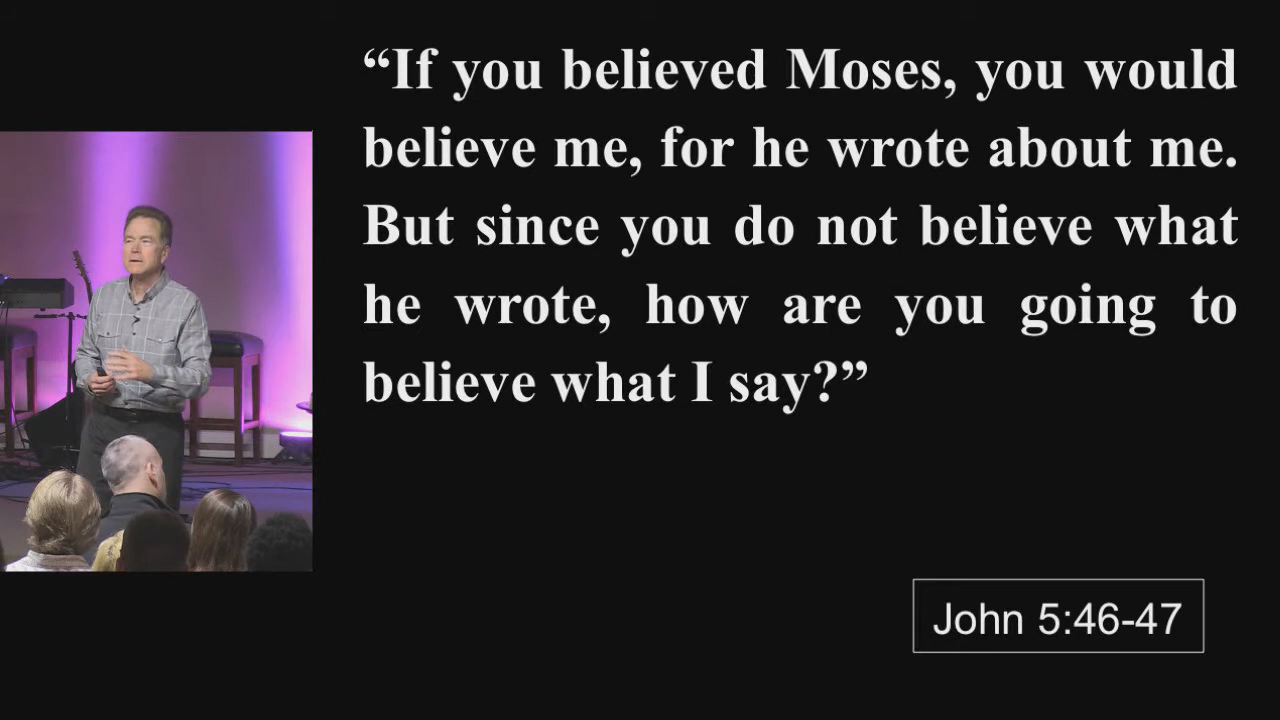 “If you believed Moses, you would
believe me, for he wrote about me.
But since you do not believe what
he wrote, how are you going to
believe what I say?”
John 5:46-47